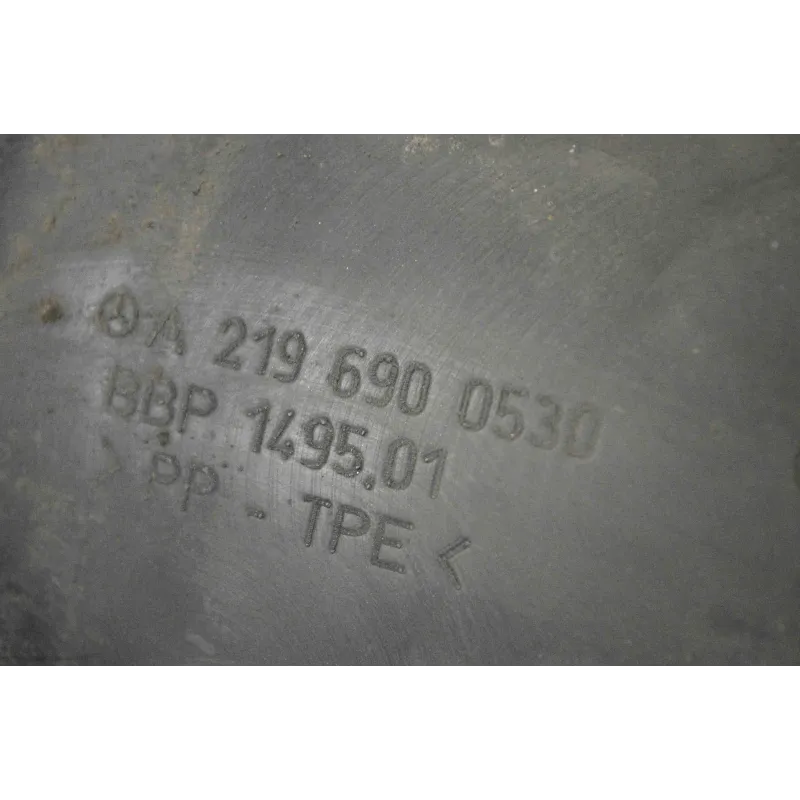 A 219 690 0530
BBP 1495.01
> PP - TPE <